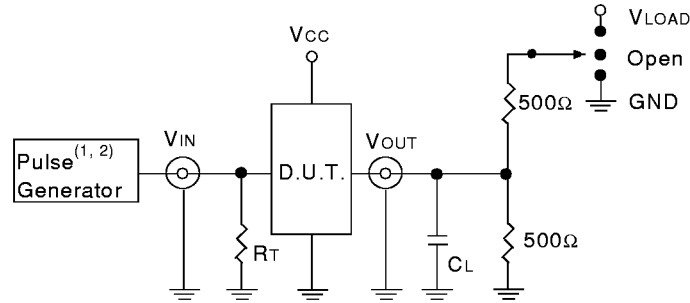 VLOAD
VCC
Open
500Ω
GND
VIN
VOUT
Pulse(1, 2)
Generator
D.U.T.
RT
CL
500Ω